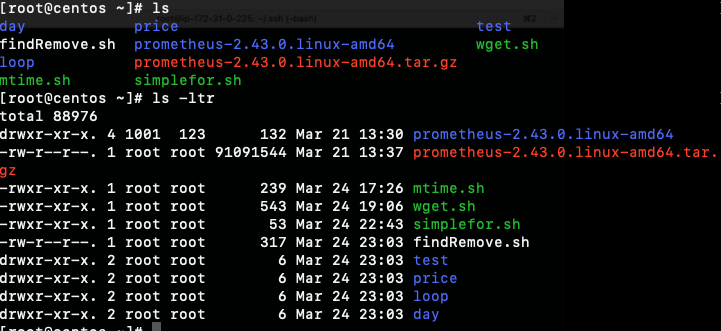 [root@centos ~]# ls
day price test
findRemove.sh prometheus-2.43.0.linux-amd64 wget.sh
loop prometheus-2.43.0.linux-amd64.tar.gz
mtime.sh simplefor.sh
[root@centos ~]# ls -ltr
total 88976
drwxr-xr-x. 4 1001 123 132 Mar 21 13:30 prometheus-2.43.0.linux-amd64
-rw-r--r--. 1 root root 91091544 Mar 21 13:37 prometheus-2.43.0.linux-amd64.tar.
gz
-rwxr-xr-x. 1 root root 239 Mar 24 17:26 mtime.sh
-rwxr-xr-x. 1 root root 543 Mar 24 19:06 wget.sh
-rwxr-xr-x. 1 root root 53 Mar 24 22:43 simplefor.sh
-rw-r--r--. 1 root root 317 Mar 24 23:03 findRemove.sh
drwxr-xr-x. 2 root root 6 Mar 24 23:03 test
drwxr-xr-x. 2 root root 6 Mar 24 23:03 price
drwxr-xr-x. 2 root root 6 Mar 24 23:03 loop
drwxr-xr-x. 2 root root 6 Mar 24 23:03 day
[root@centos ~]#